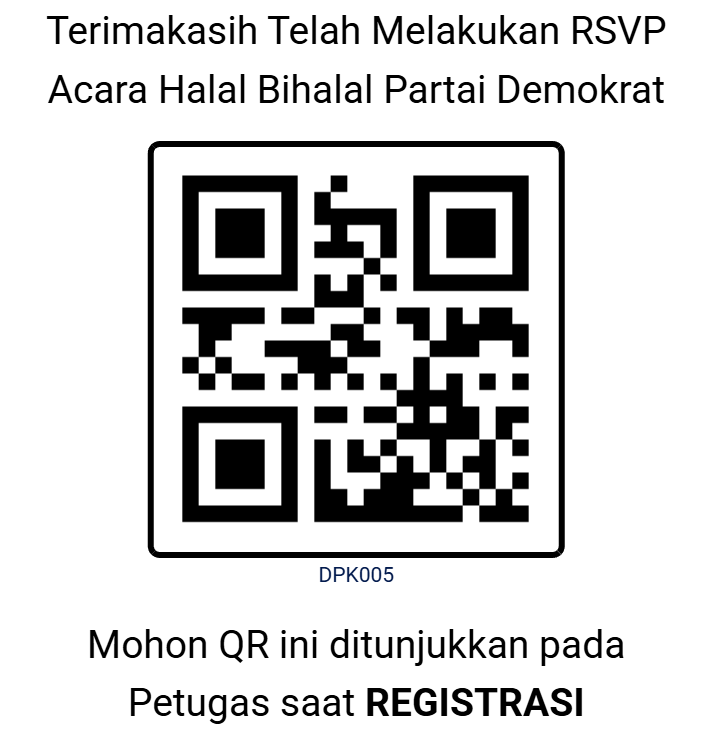 Terimakasih Telah Melakukan RSVP
Acara Halal Bihalal Partai Demokrat
DPK005
Mohon QR ini ditunjukkan pada
Petugas saat REGISTRASI